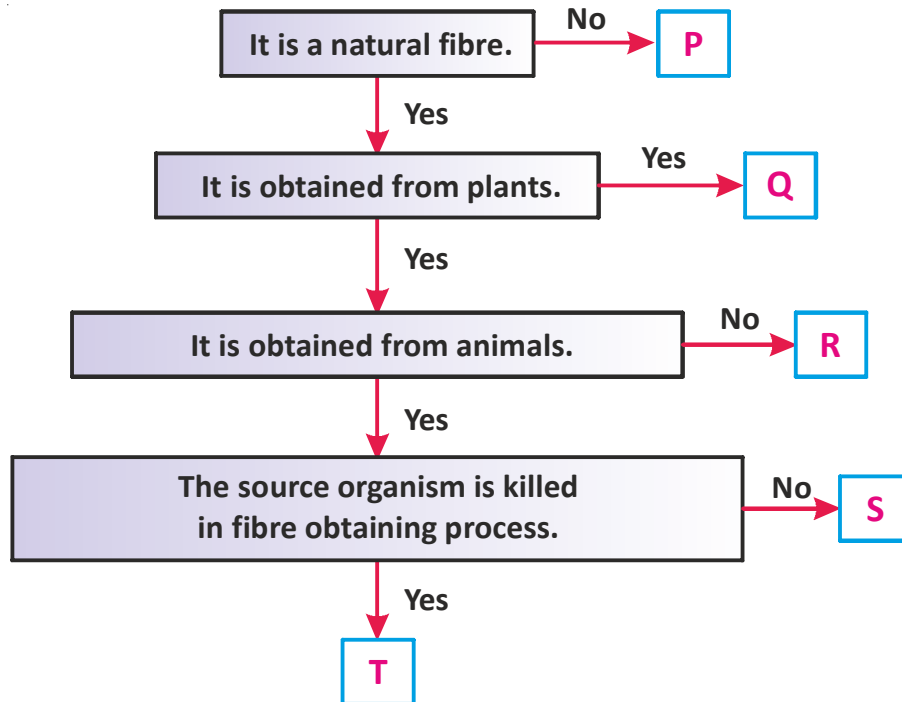 No
It is a natural fibre.
P
Yes
Yes
It is obtained from plants.
Q
Yes
No
It is obtained from animals.
R
Yes
The source organism is killed
in fibre obtaining process.
No
S
Yes
T